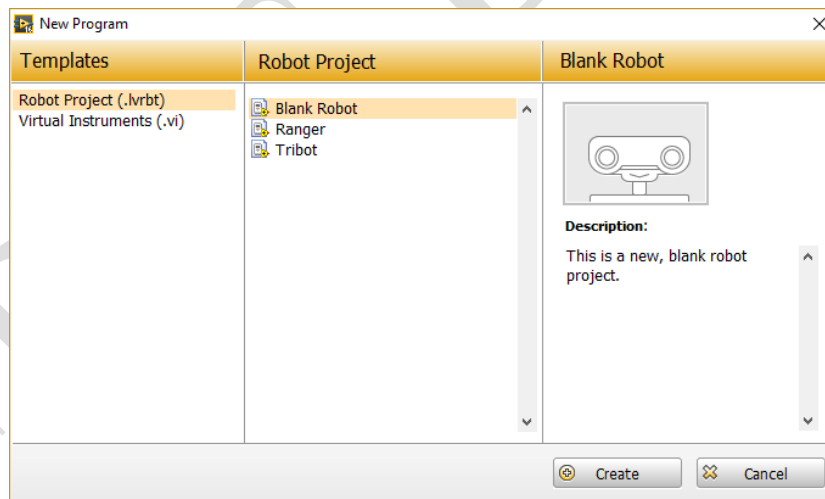 New Program
Templates
Robot Project (.lvrbt)
Virtual Instruments (.vi)
Robot Project
Blank Robot
Ranger
Tribot
Blank Robot
Description:
This is a new, blank robot
project.
Create
Cancel